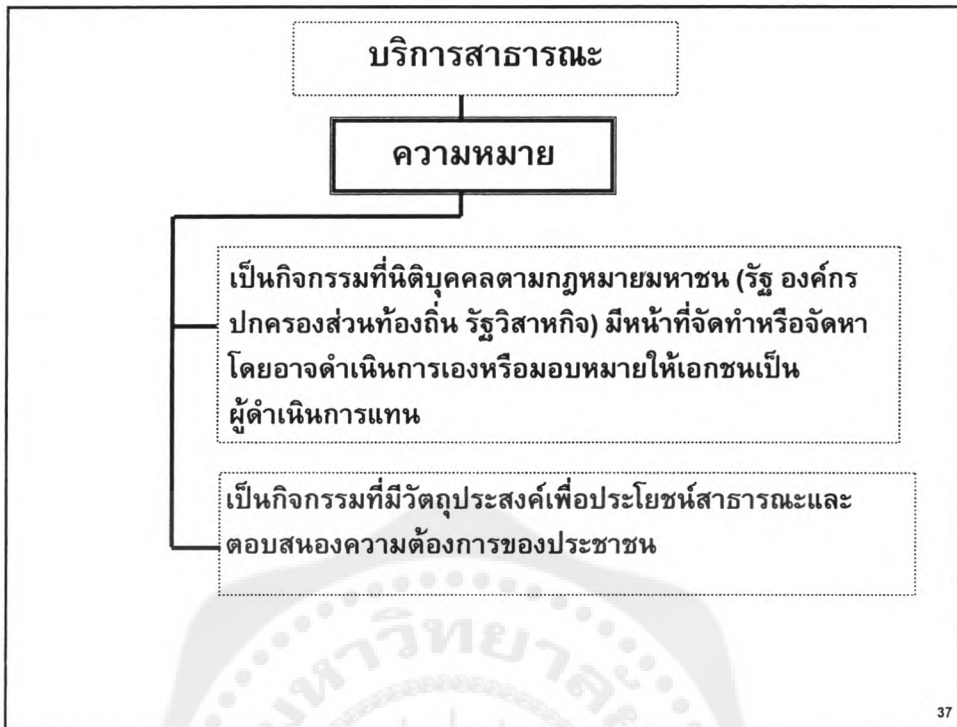 บริการสาธารณะ
ความหมาย
เป็นกิจกรรมที่นิติบุคคลตามกฎหมายมหาชน (รัฐ องค์กร
ปกครองส่วนท้องถิ่น รัฐวิสาหกิจ) มีหน้าที่จัดทำหรือจัดหา
โดยอาจดำเนินการเองหรือมอบหมายให้เอกชนเป็น
ผู้ดำเนินการแทน
เป็นกิจกรรมที่มีวัตถุประสงค์เพื่อประโยชน์สาธารณะและ
ตอบสนองความต้องการของประชาชน
37